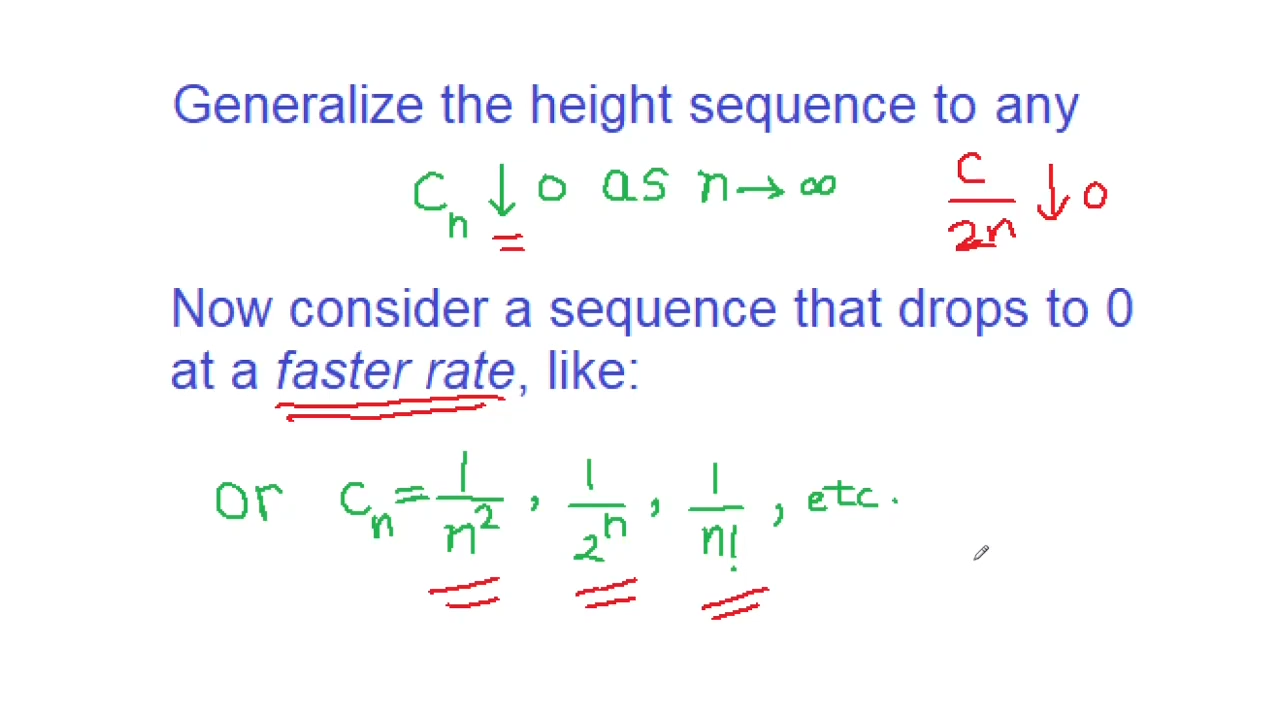 Generalize the height sequence to any
Cₙ ↓ 0 as n → ∞ C/2n ↓ 0
Now consider a sequence that drops to 0
at a faster rate, like:
Or Cₙ = 1/n², 1/2ⁿ, 1/n!, etc.